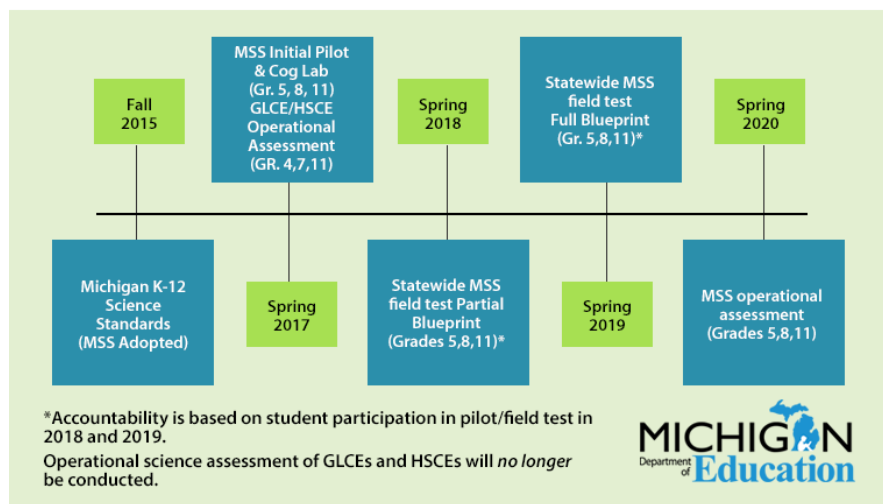 Fall
2015
Michigan K-12
Science
Standards
(MSS Adopted)
MSS Initial Pilot
& Cog Lab
(Gr. 5, 8, 11)
GLCE/HSCE
Operational
Assessment
(GR. 4,7,11)
Spring
2017
Spring
2018
Statewide MSS
field test Partial
Blueprint
(Grades 5,8,11)*
Statewide MSS
field test
Full Blueprint
(Gr. 5,8,11)*
Spring
2019
Spring
2020
MSS operational
assessment
(Grades 5,8,11)
*Accountability is based on student participation in pilot/field test in
2018 and 2019.
Operational science assessment of GLCEs and HSCEs will no longer
be conducted.
MICHIGAN
Department of Education